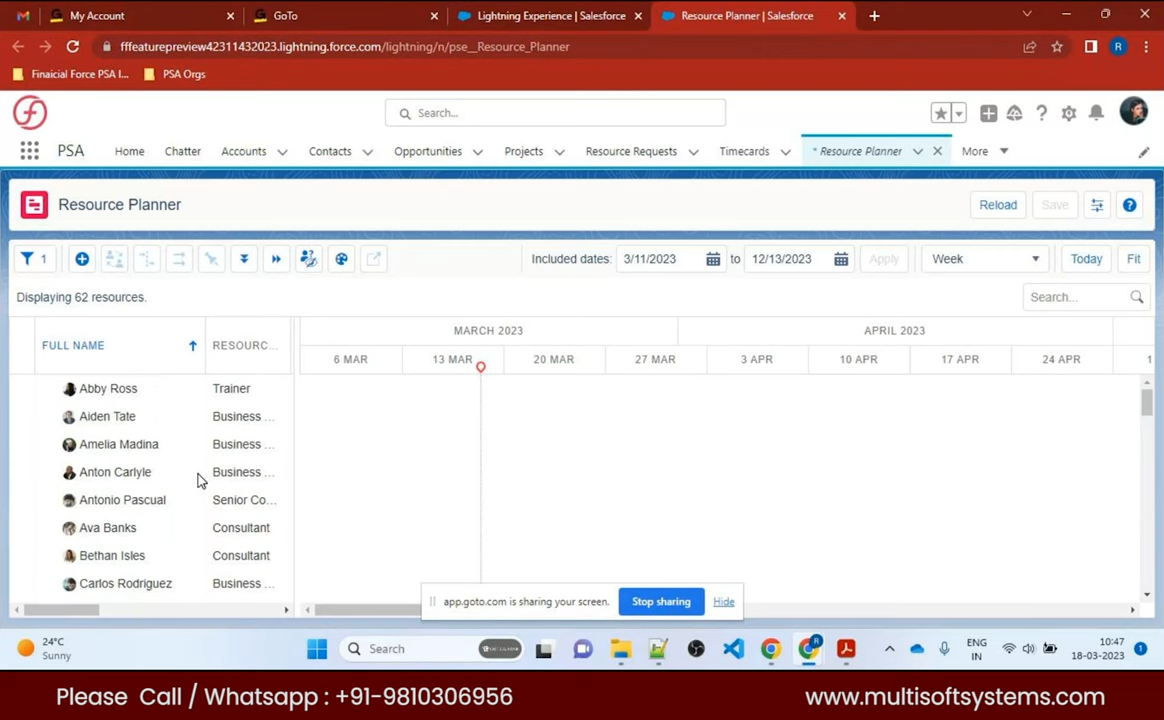 My Account
GoTo
Lightning Experience | Salesforce
Resource Planner | Salesforce
fffeaturepreview42311432023.lightning.force.com/lightning/n/pse__Resource_Planner
R
Finaicial Force PSA I...
PSA Orgs
Search...
PSA
Home
Chatter
Accounts
Contacts
Opportunities
Projects
Resource Requests
Timecards
* Resource Planner
More
Resource Planner
Reload
Save
1
Included dates:
3/11/2023
to
12/13/2023
Apply
Week
Today
Fit
Displaying 62 resources.
Search...
FULL NAME
RESOURC...
MARCH 2023
APRIL 2023
6 MAR
13 MAR
20 MAR
27 MAR
3 APR
10 APR
17 APR
24 APR
1
Abby Ross
Trainer
Aiden Tate
Business ...
Amelia Madina
Business ...
Anton Carlyle
Business ...
Antonio Pascual
Senior Co...
Ava Banks
Consultant
Bethan Isles
Consultant
Carlos Rodriguez
Business ...
app.goto.com is sharing your screen.
Stop sharing
Hide
24°C
Sunny
Search
R
ENG
IN
10:47
18-03-2023
1
Please Call / Whatsapp : +91-9810306956
www.multisoftsystems.com